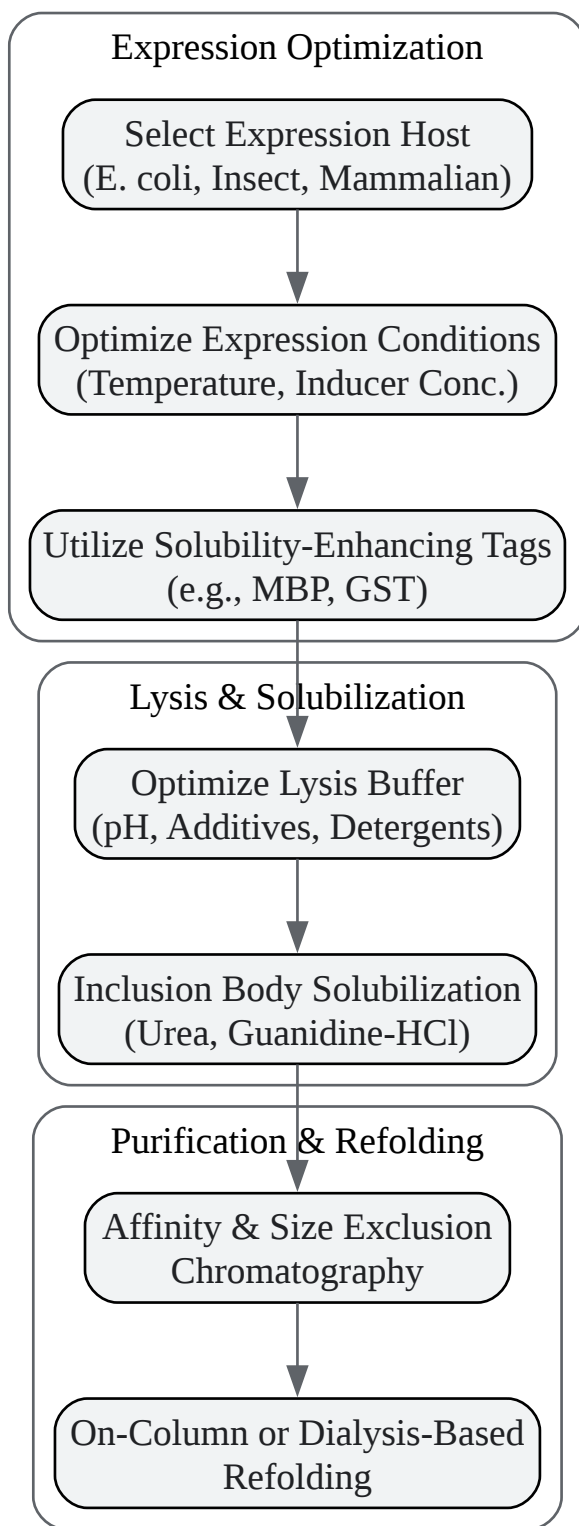 Expression Optimization
Select Expression Host
(E. coli, Insect, Mammalian)
Optimize Expression Conditions
(Temperature, Inducer Conc.)
Utilize Solubility-Enhancing Tags
(e.g., MBP, GST)
Lysis & Solubilization
Optimize Lysis Buffer
(pH, Additives, Detergents)
Inclusion Body Solubilization
(Urea, Guanidine-HCl)
Purification & Refolding
Affinity & Size Exclusion
Chromatography
On-Column or Dialysis-Based
Refolding